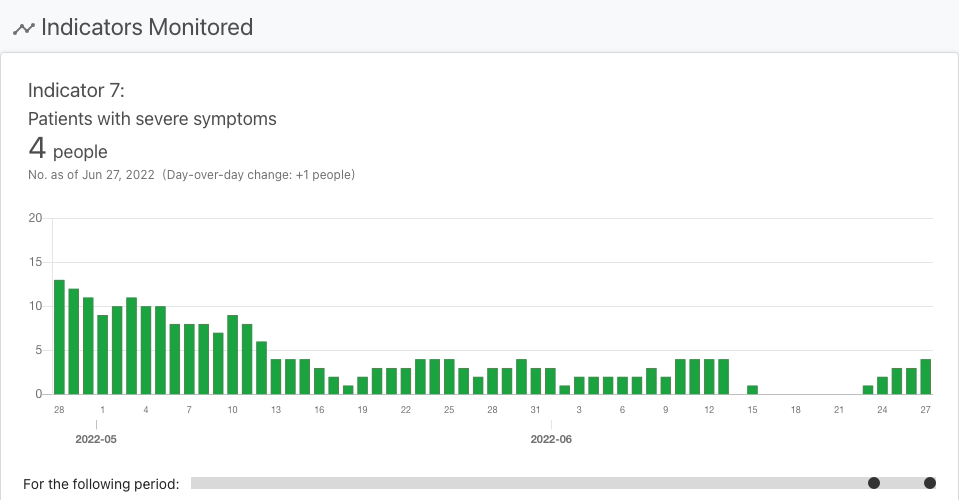 Indicators Monitored
Indicator 7:
Patients with severe symptoms
4 people
No. as of Jun 27, 2022 (Day-over-day change: +1 people)
20
15
10
5
0
28 1 4 7 10 13 16 19 22 25 28 31 3 6 9 12 15 18 21 24 27
2022-05 2022-06
For the following period: